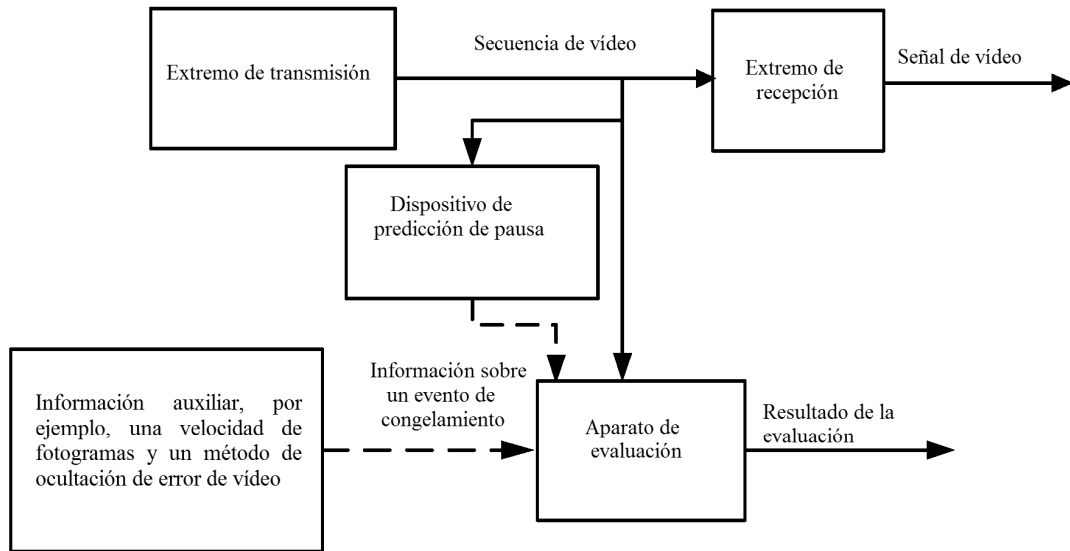 Extremo de transmisión
Secuencia de vídeo
Extremo de
recepción
Señal de vídeo
Dispositivo de
predicción de pausa
Información auxiliar, por
ejemplo, una velocidad de
fotogramas y un método de
ocultación de error de vídeo
Información sobre
un evento de
congelamiento
Aparato de
evaluación
Resultado de la
evaluación